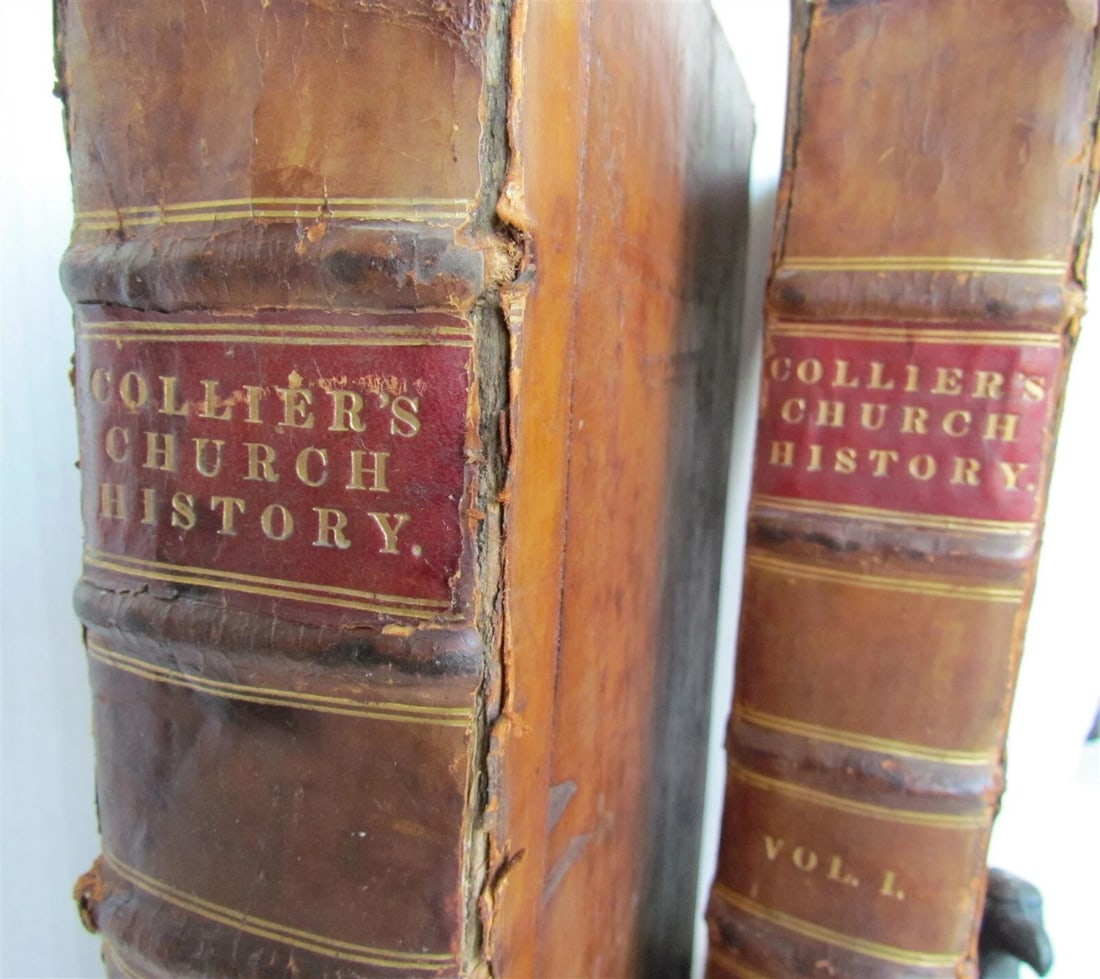 COLLIER'S
CHURCH
HISTORY.
COLLIER'S
CHURCH
HISTORY.
VOL. I.